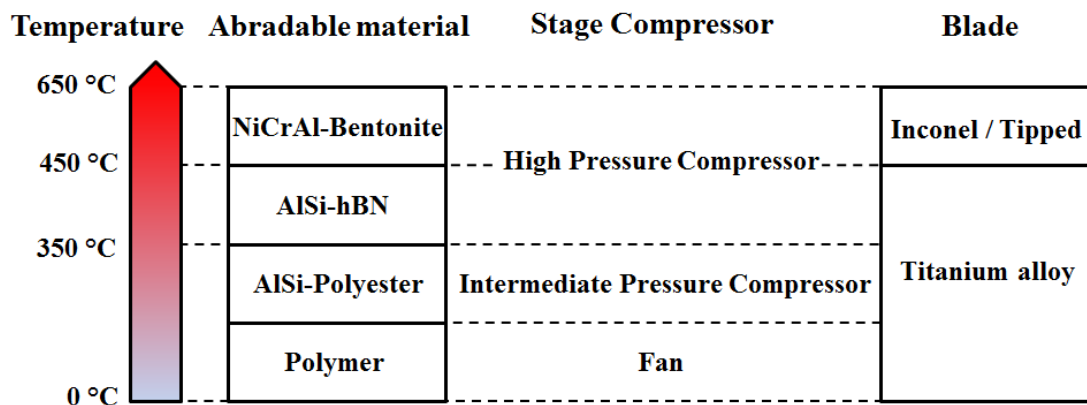 Temperature Abradable material Stage Compressor Blade
650 °C
NiCrAl-Bentonite Inconel / Tipped
450 °C High Pressure Compressor
AlSi-hBN
350 °C
AlSi-Polyester Intermediate Pressure Compressor Titanium alloy
Polymer Fan
0 °C